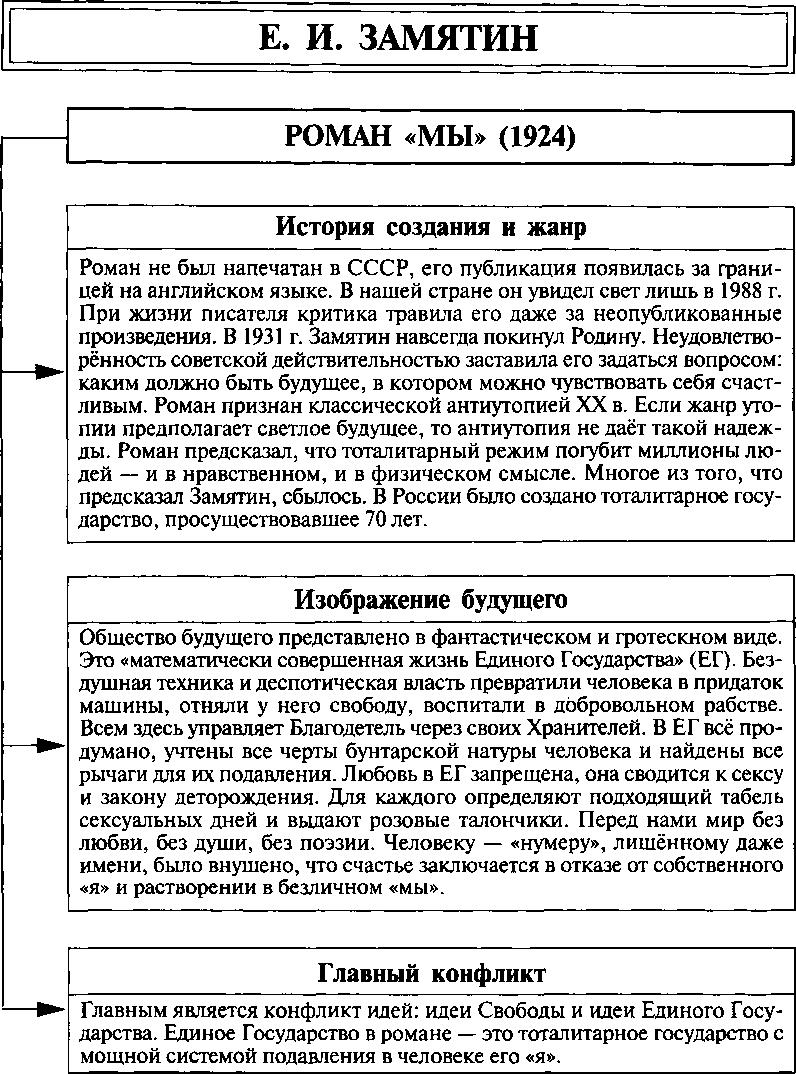 Е. И. ЗАМЯТИН
РОМАН «МЫ» (1924)
История создания и жанр
Роман не был напечатан в СССР, его публикация появилась за грани-
цей на английском языке. В нашей стране он увидел свет лишь в 1988 г.
При жизни писателя критика травила его даже за неопубликованные
произведения. В 1931 г. Замятин навсегда покинул Родину. Неудовлетво-
рённость советской действительностью заставила его задаться вопросом:
каким должно быть будущее, в котором можно чувствовать себя счаст-
ливым. Роман признан классической антиутопией XX в. Если жанр уто-
пии предполагает светлое будущее, то антиутопия не даёт такой надеж-
ды. Роман предсказал, что тоталитарный режим погубит миллионы лю-
дей — и в нравственном, и в физическом смысле. Многое из того, что
предсказал Замятин, сбылось. В России было создано тоталитарное госу-
дарство, просуществовавшее 70 лет.
Изображение будущего
Общество будущего представлено в фантастическом и гротескном виде.
Это «математически совершенная жизнь Единого Государства» (ЕГ). Без-
душная техника и деспотическая власть превратили человека в придаток
машины, отняли у него свободу, воспитали в добровольном рабстве.
Всем здесь управляет Благодетель через своих Хранителей. В ЕГ всё про-
думано, учтены все черты бунтарской натуры человека и найдены все
рычаги для их подавления. Любовь в ЕГ запрещена, она сводится к сексу
и закону деторождения. Для каждого определяют подходящий табель
сексуальных дней и выдают розовые талончики. Перед нами мир без
любви, без души, без поэзии. Человеку — «нумеру», лишённому даже
имени, было внушено, что счастье заключается в отказе от собственного
«я» и растворении в безличном «мы».
Главный конфликт
Главным является конфликт идей: идеи Свободы и идеи Единого Госу-
дарства. Единое Государство в романе — это тоталитарное государство с
мощной системой подавления в человеке его «я».